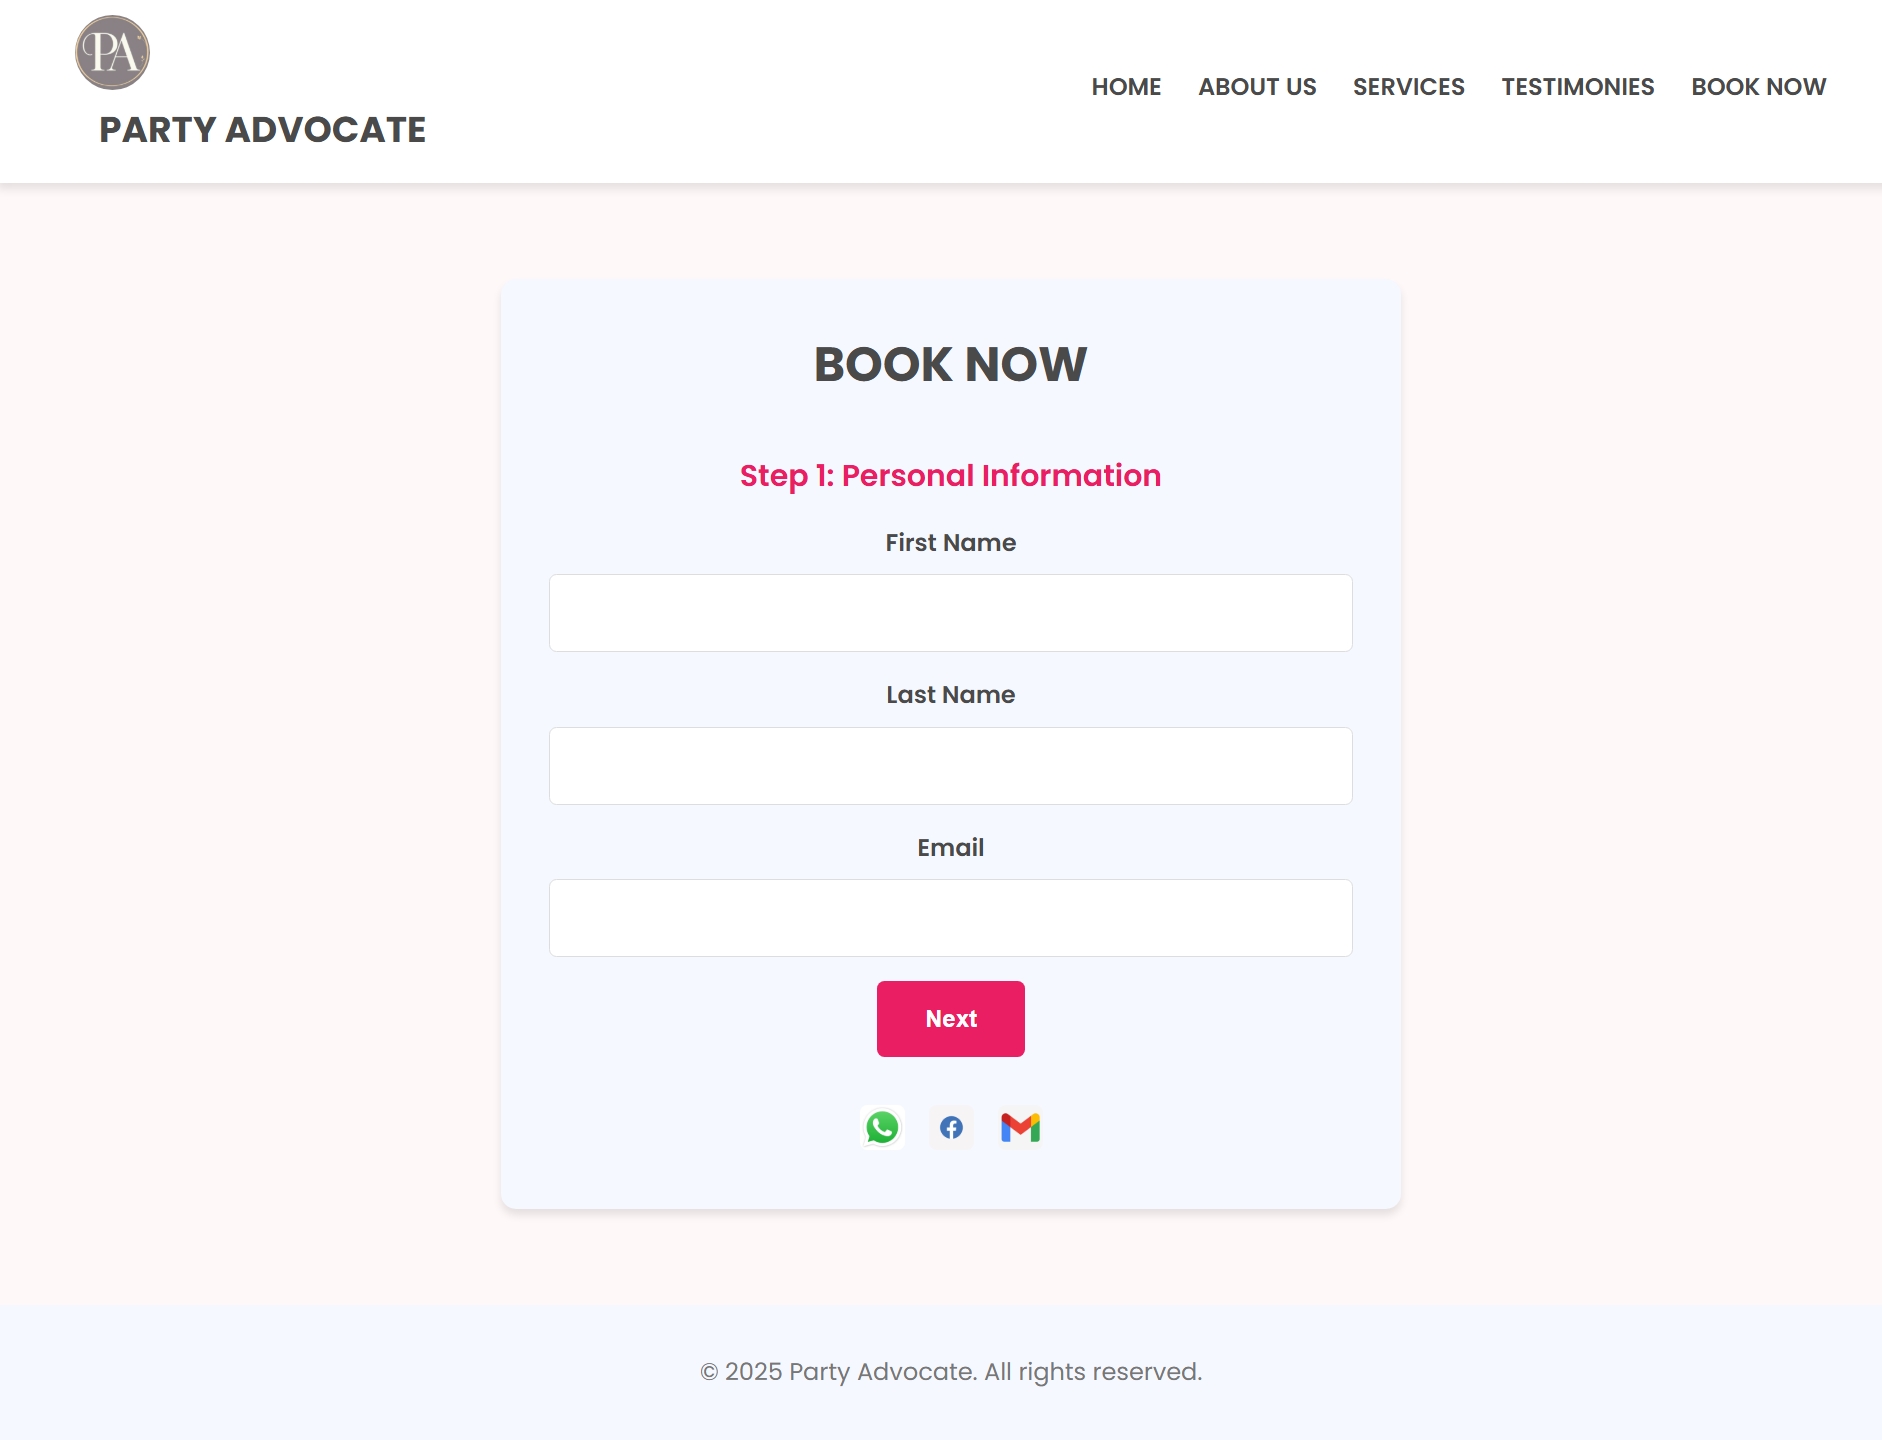 PA
PARTY ADVOCATE
HOME ABOUT US SERVICES TESTIMONIES BOOK NOW
BOOK NOW
Step 1: Personal Information
First Name
Last Name
Email
Next
© 2025 Party Advocate. All rights reserved.